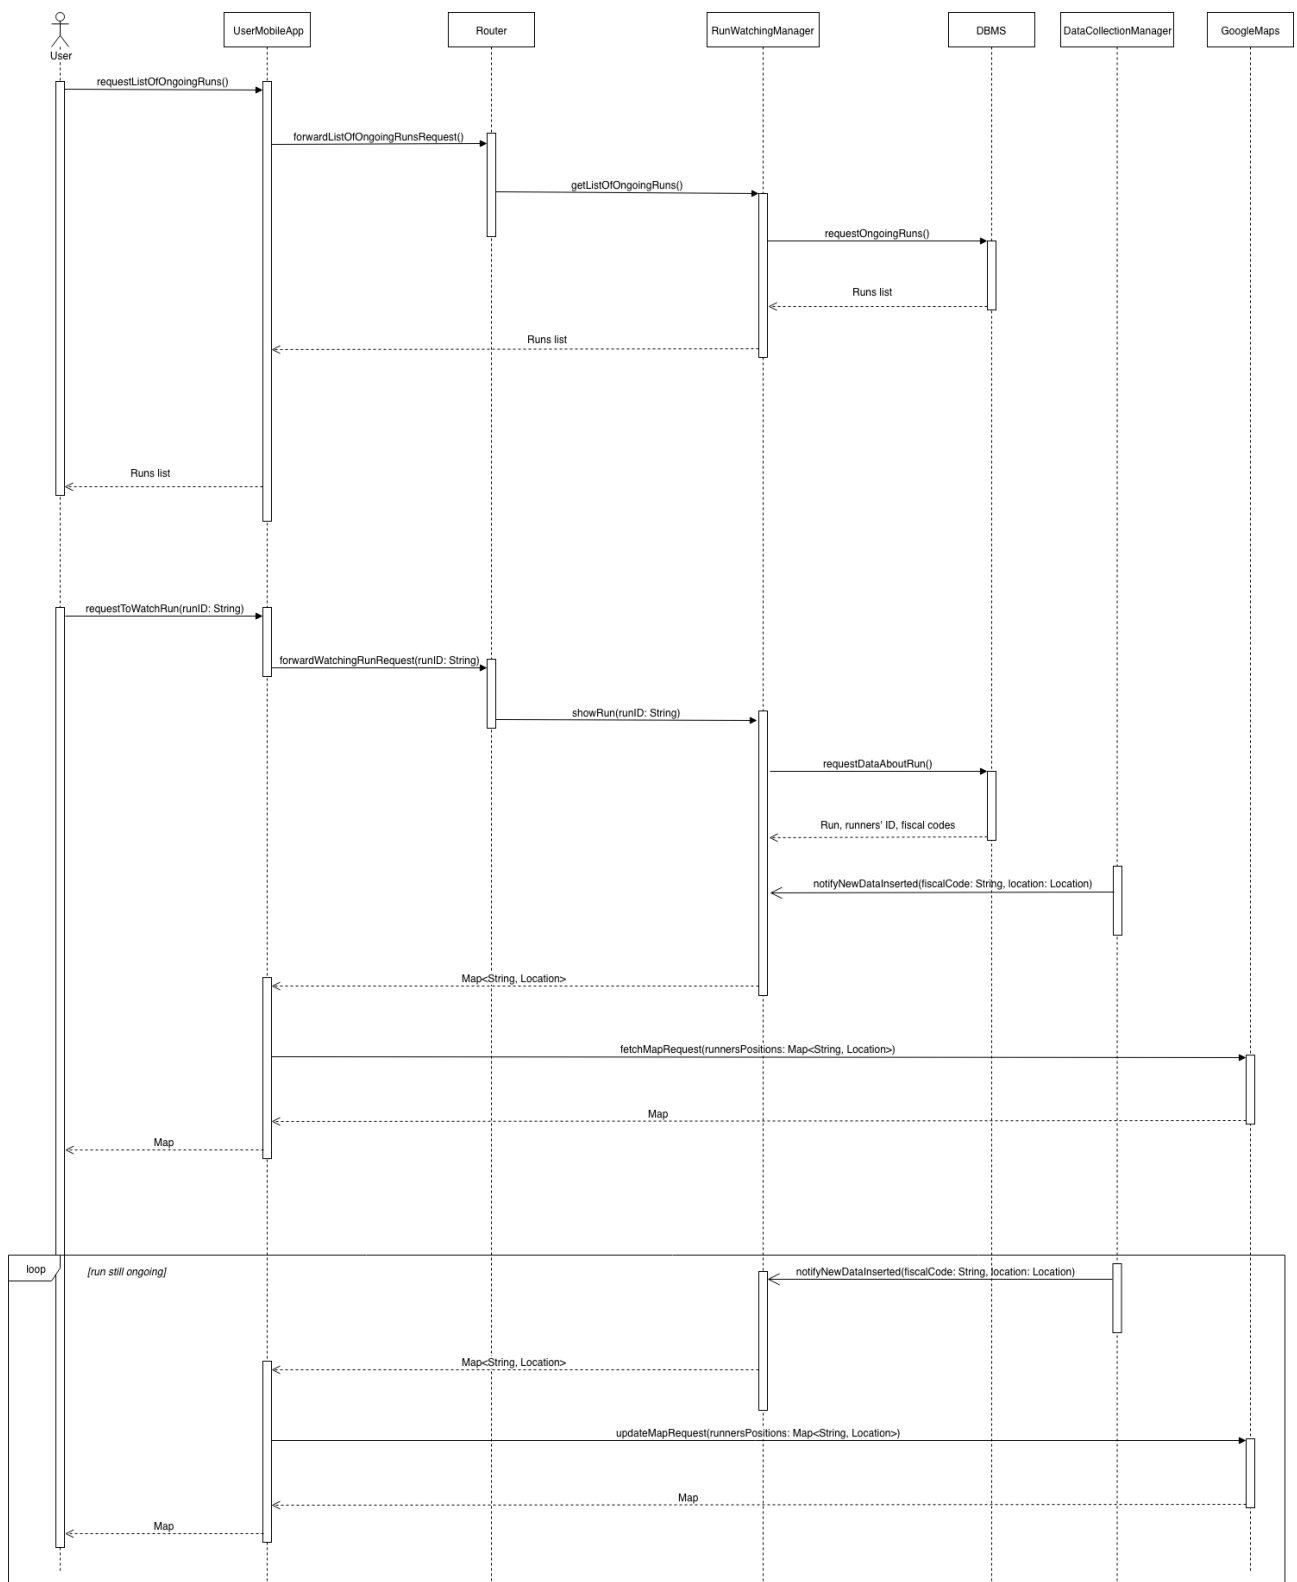 User
UserMobileApp
Router
RunWatchingManager
DBMS
DataCollectionManager
GoogleMaps
requestListOfOngoingRuns()
forwardListOfOngoingRunsRequest()
getListOfOngoingRuns()
requestOngoingRuns()
Runs list
Runs list
Runs list
requestToWatchRun(runID: String)
forwardWatchingRunRequest(runID: String)
showRun(runID: String)
requestDataAboutRun()
Run, runners' ID, fiscal codes
notifyNewDataInserted(fiscalCode: String, location: Location)
Map<String, Location>
fetchMapRequest(runnersPositions: Map<String, Location>)
Map
Map
loop
[run still ongoing]
notifyNewDataInserted(fiscalCode: String, location: Location)
Map<String, Location>
updateMapRequest(runnersPositions: Map<String, Location>)
Map
Map